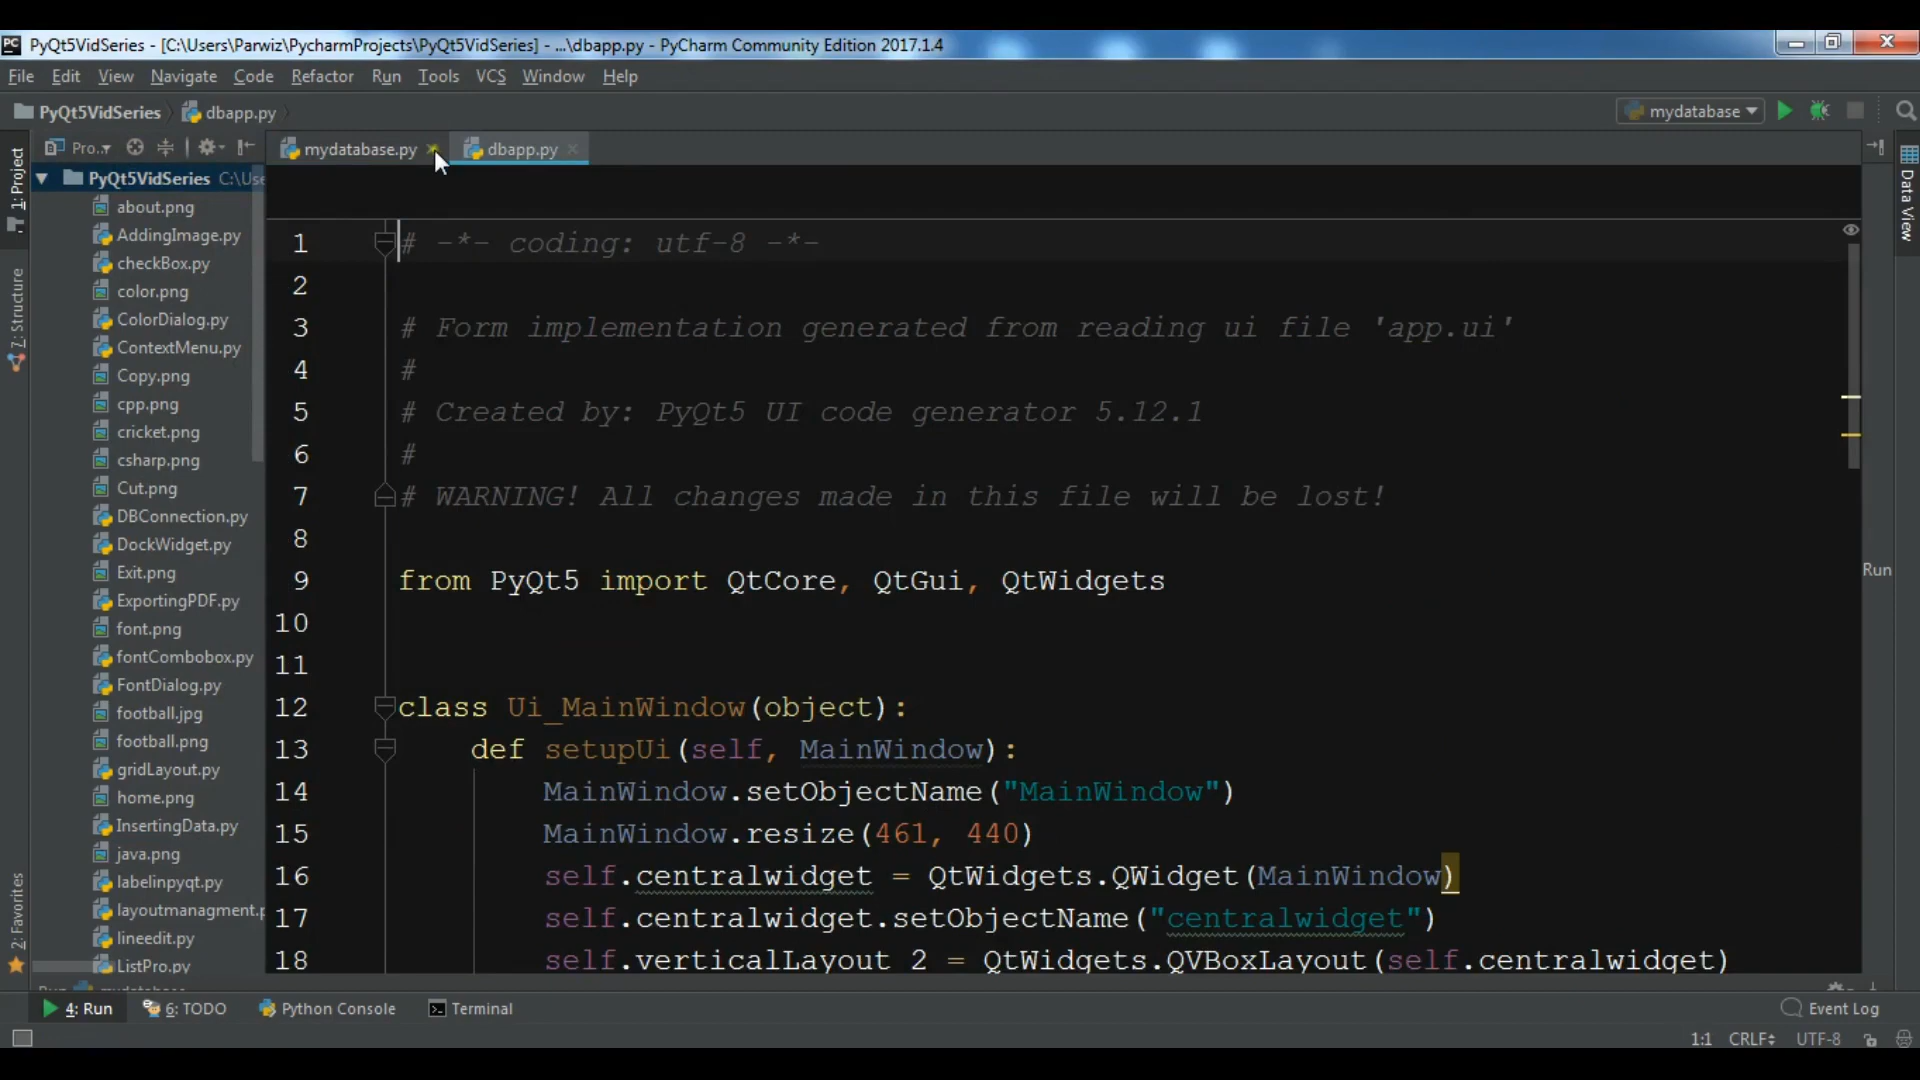 PyQt5VidSeries - [C:\Users\Parwiz\PycharmProjects\PyQt5VidSeries] - ...\dbapp.py - PyCharm Community Edition 2017.1.4
File Edit View Navigate Code Refactor Run Tools VCS Window Help
PyQt5VidSeries dbapp.py mydatabase
Pro.. mydatabase.py dbapp.py
1: Project
7: Structure
2: Favorites
PyQt5VidSeries C:\Use
about.png
AddingImage.py
checkBox.py
color.png
ColorDialog.py
ContextMenu.py
Copy.png
cpp.png
cricket.png
csharp.png
Cut.png
DBConnection.py
DockWidget.py
Exit.png
ExportingPDF.py
font.png
fontCombobox.py
FontDialog.py
football.jpg
football.png
gridLayout.py
home.png
InsertingData.py
java.png
labelinpyqt.py
layoutmanagment.p
lineedit.py
ListPro.py
1 # -*- coding: utf-8 -*-
2
3 # Form implementation generated from reading ui file 'app.ui'
4 #
5 # Created by: PyQt5 UI code generator 5.12.1
6 #
7 # WARNING! All changes made in this file will be lost!
8
9 from PyQt5 import QtCore, QtGui, QtWidgets
10
11
12 class Ui_MainWindow(object):
13 def setupUi(self, MainWindow):
14 MainWindow.setObjectName("MainWindow")
15 MainWindow.resize(461, 440)
16 self.centralwidget = QtWidgets.QWidget(MainWindow)
17 self.centralwidget.setObjectName("centralwidget")
18 self.verticalLayout_2 = QtWidgets.QVBoxLayout(self.centralwidget)
Data View
Run
4: Run 6: TODO Python Console Terminal Event Log
1:1 CRLF UTF-8